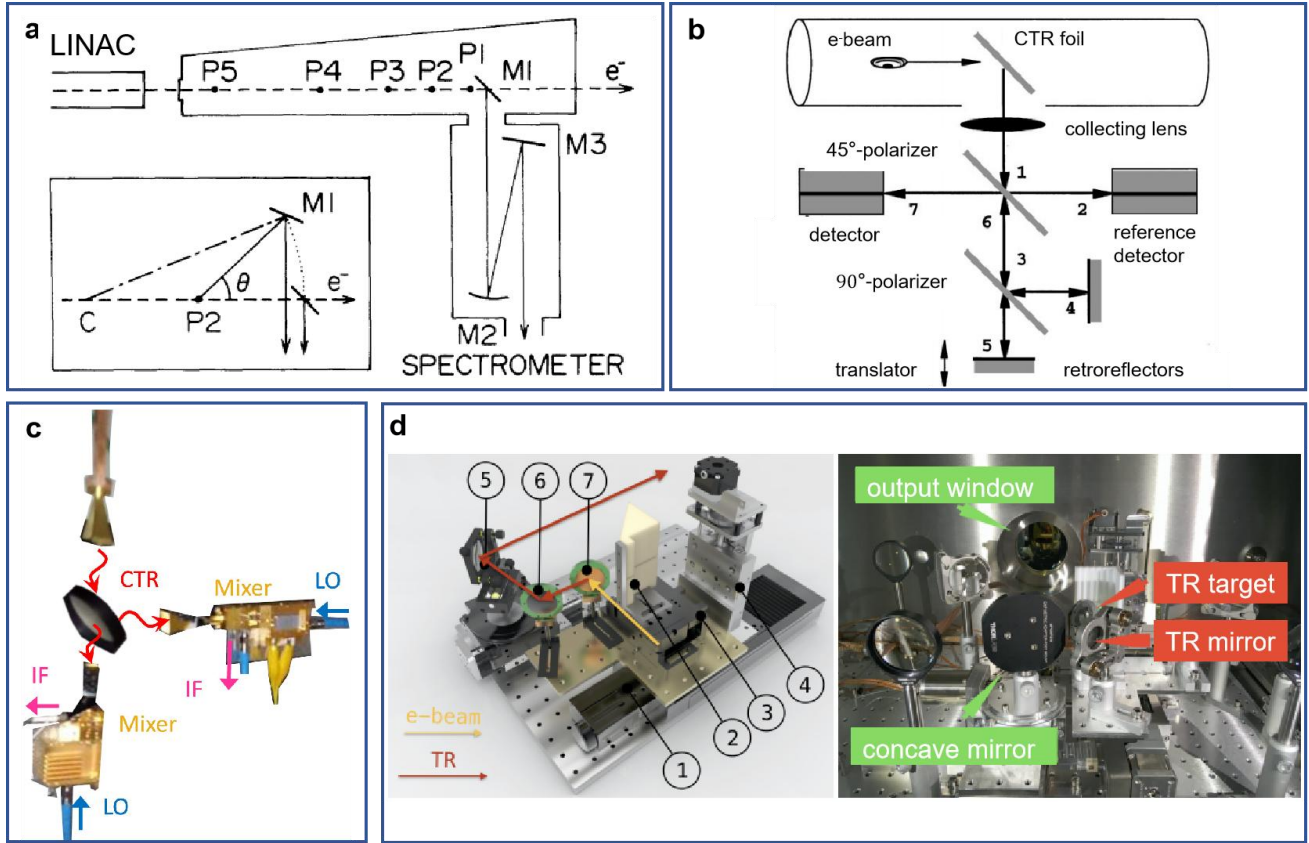 a
LINAC
P5
P4
P3
P2
P1
M1
e-
M3
M1
θ
e-
C
P2
M2
SPECTROMETER
b
e-beam
CTR foil
collecting lens
45°-polarizer
1
7
6
2
detector
reference
detector
3
90°-polarizer
4
5
translator
retroreflectors
c
CTR
Mixer
LO
IF
IF
Mixer
LO
d
5
6
7
e-beam
TR
1
2
3
4
output window
TR target
TR mirror
concave mirror